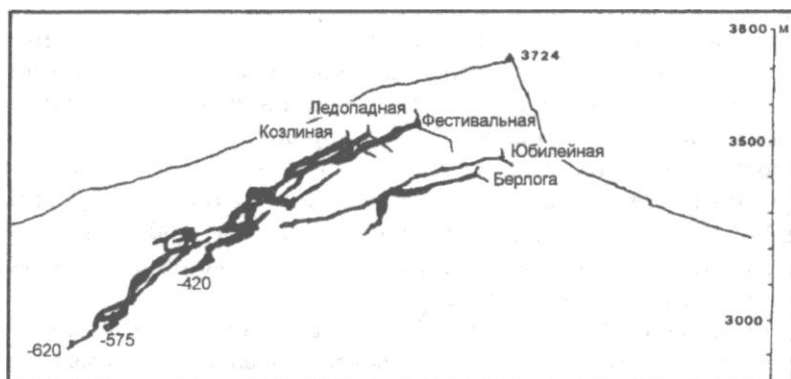 3800 м
3724
Ледопадная
Козлиная
Фестивальная
3500
Юбилейная
Берлога
-420
3000
-575
-620